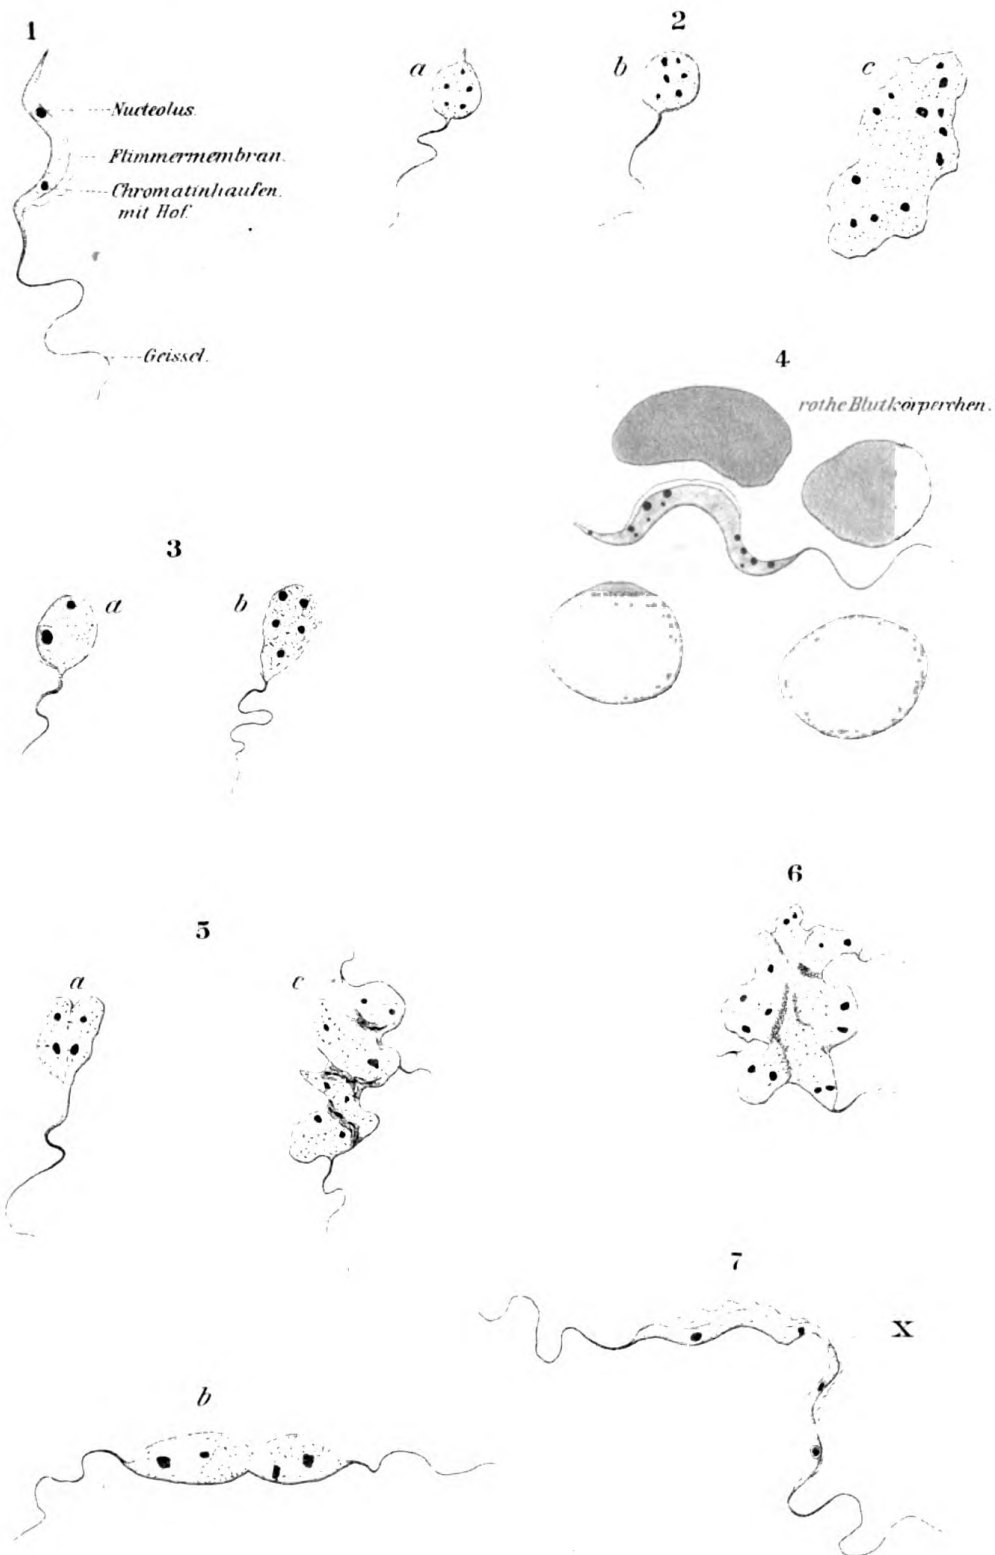 1
Nucleolus.
Flimmermembran.
Chromatinhaufen.
mit Hof.
Geissel.
2
a
b
c
3
a
b
4
rothe Blutkörperchen.
5
a
c
b
6
7
X